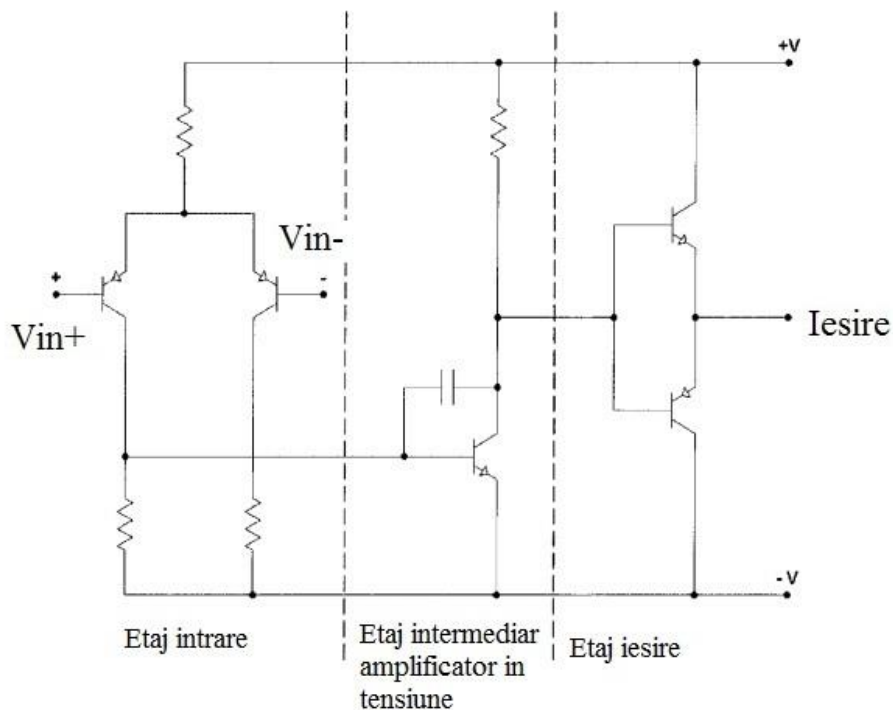 +V
Vin-
+
-
Vin+
Iesire
-V
Etaj intrare
Etaj intermediar
amplificator in
tensiune
Etaj iesire